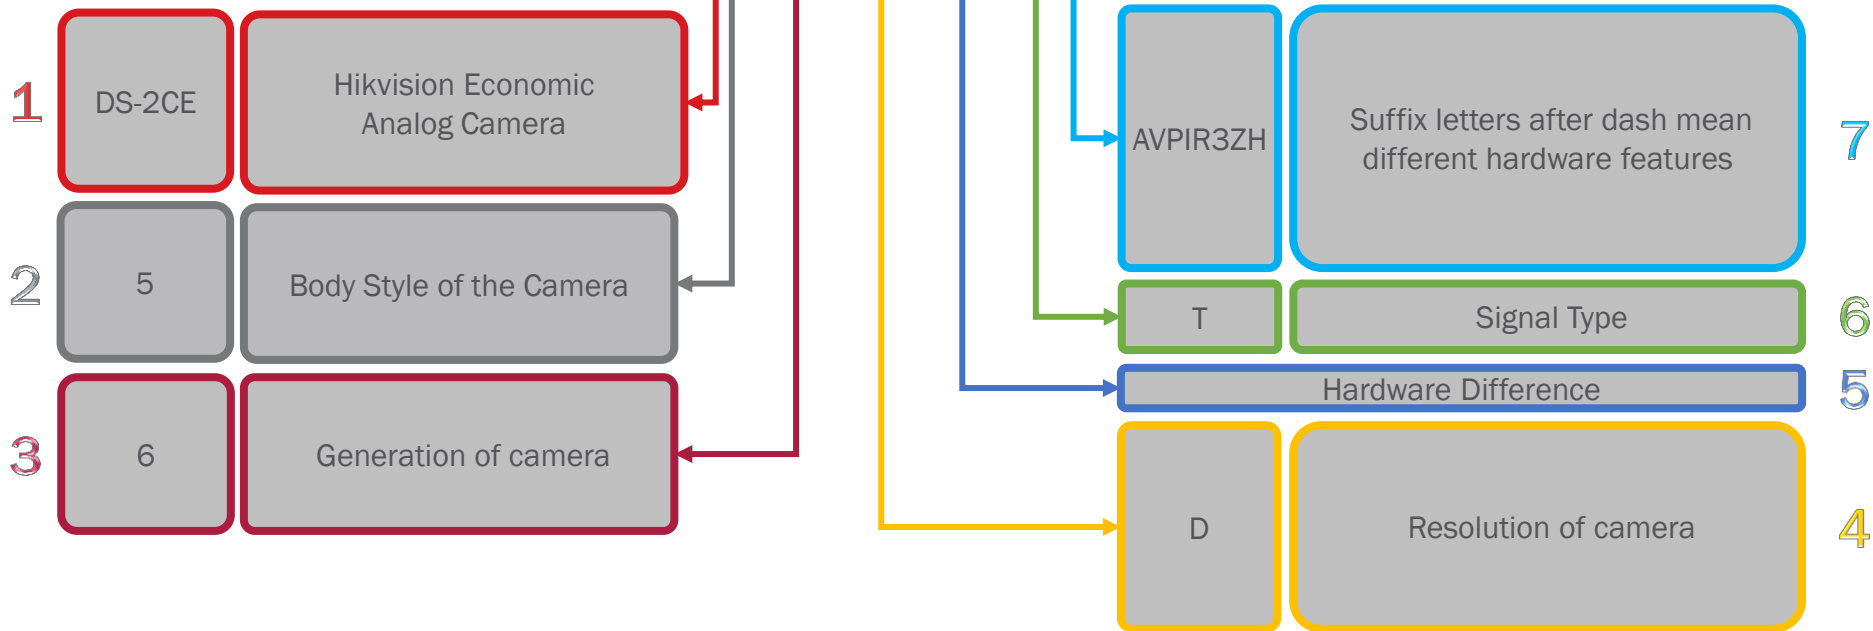 1
DS-2CE
Hikvision Economic
Analog Camera
2
5
Body Style of the Camera
3
6
Generation of camera
AVPIR3ZH
Suffix letters after dash mean
different hardware features
7
T
Signal Type
6
Hardware Difference
5
D
Resolution of camera
4